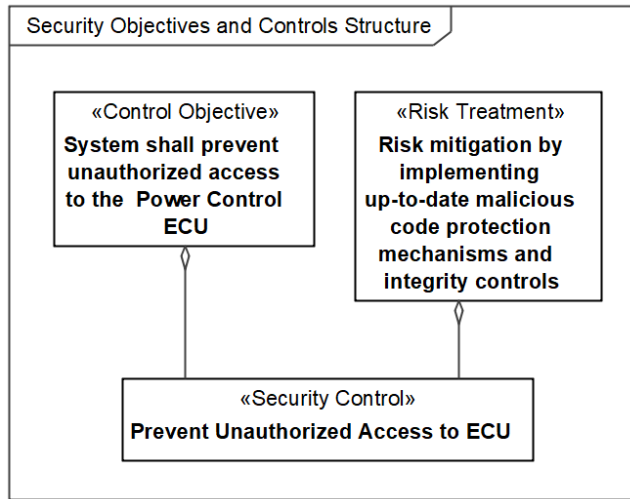 Security Objectives and Controls Structure
«Control Objective»
System shall prevent
unauthorized access
to the Power Control
ECU
«Risk Treatment»
Risk mitigation by
implementing
up-to-date malicious
code protection
mechanisms and
integrity controls
«Security Control»
Prevent Unauthorized Access to ECU